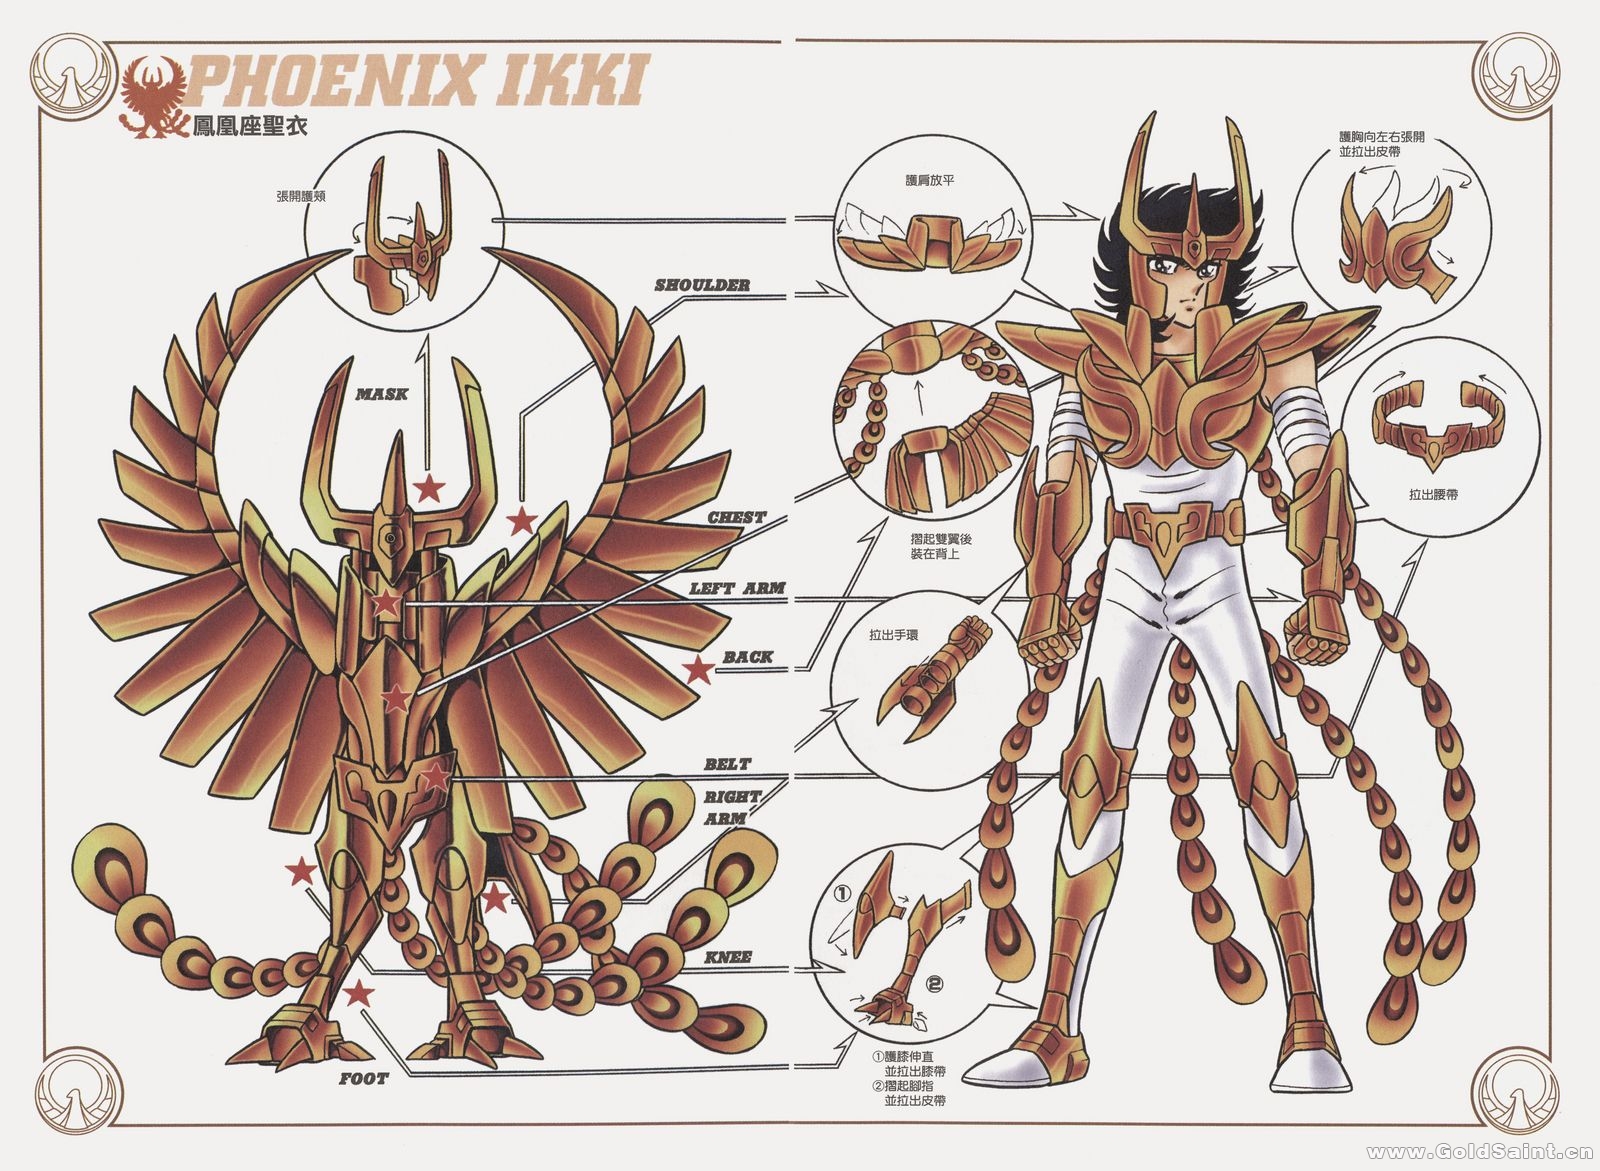 PHOENIX IKKI
鳳凰座聖衣
張開護頰
MASK
SHOULDER
CHEST
LEFT ARM
BACK
BELT
RIGHT
ARM
KNEE
FOOT
護肩放平
護胸向左右張開
並拉出皮帶
拉出腰帶
摺起雙翼後
裝在背上
拉出手環
①
②
①護膝伸直
並拉出膝帶
②摺起腳指
並拉出皮帶
www.GoldSaint.cn